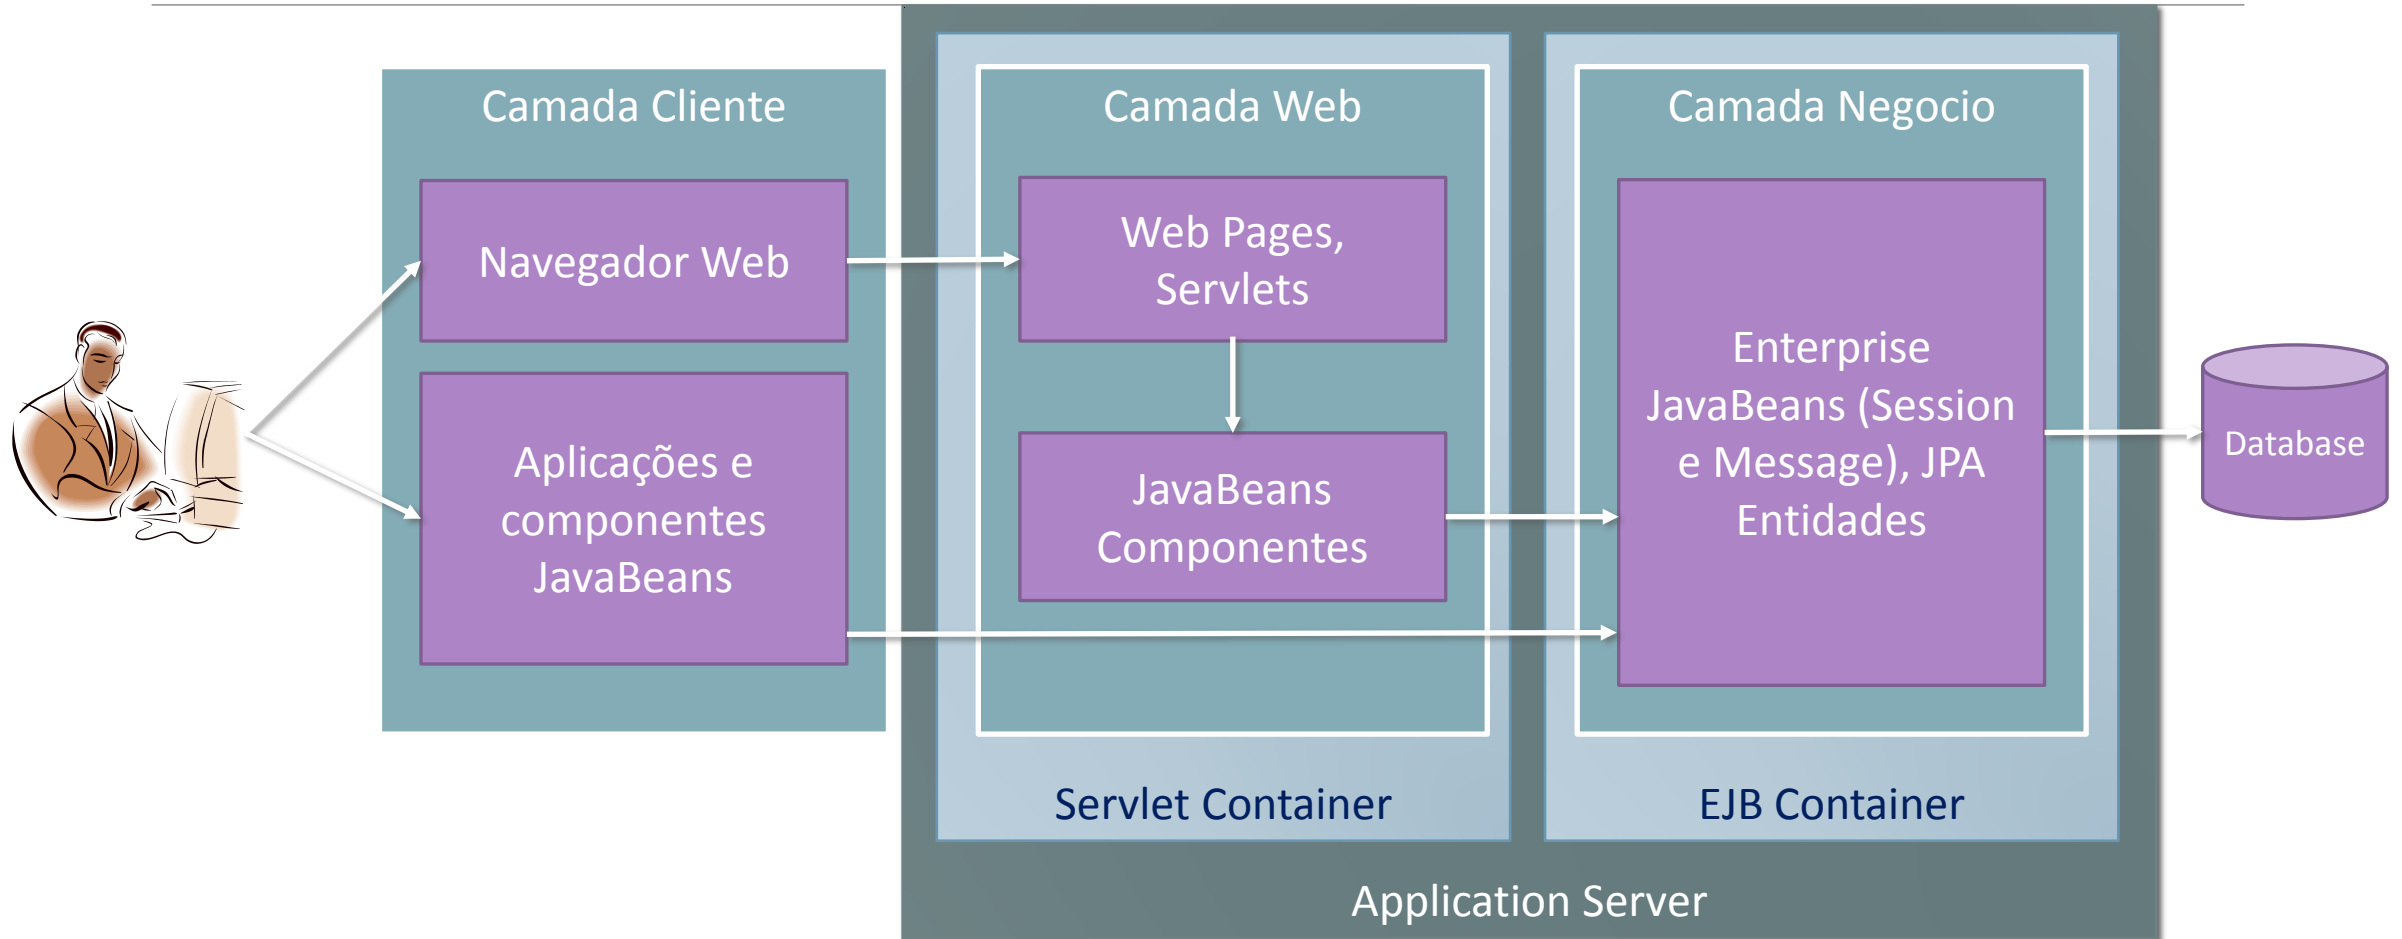 Camada Cliente
Navegador Web
Aplicações e
componentes
JavaBeans
Camada Web
Web Pages,
Servlets
JavaBeans
Componentes
Servlet Container
Camada Negocio
Enterprise
JavaBeans (Session
e Message), JPA
Entidades
EJB Container
Application Server
Database